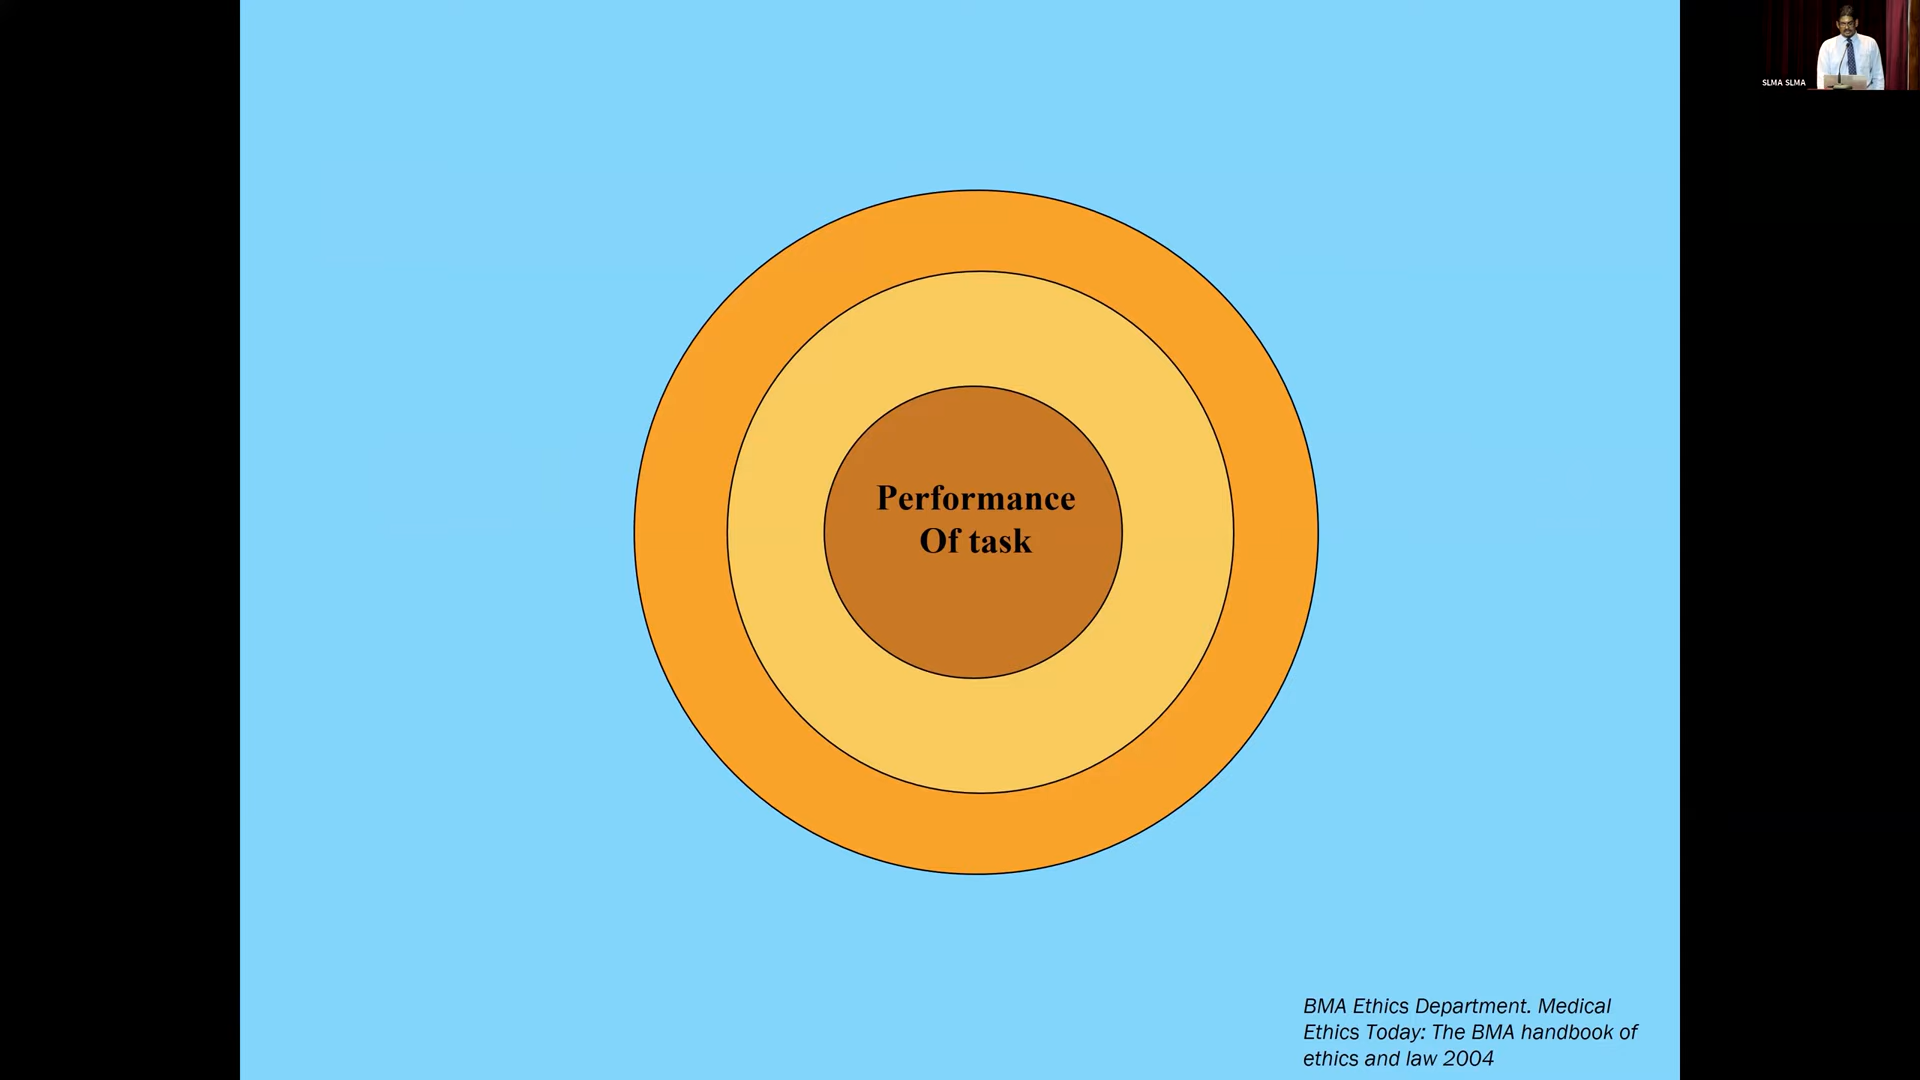 SLMA SLMA
Performance
Of task
BMA Ethics Department. Medical
Ethics Today: The BMA handbook of
ethics and law 2004